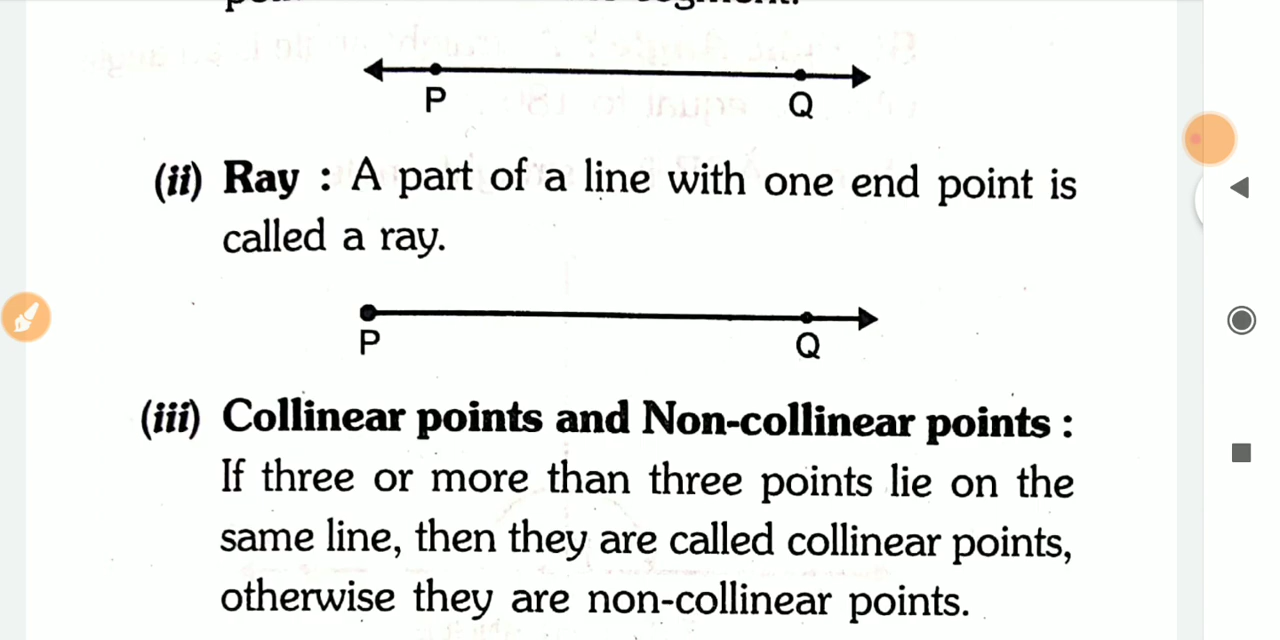 segment.
P
Q
(ii) Ray : A part of a line with one end point is
called a ray.
P
Q
(iii) Collinear points and Non-collinear points :
If three or more than three points lie on the
same line, then they are called collinear points,
otherwise they are non-collinear points.